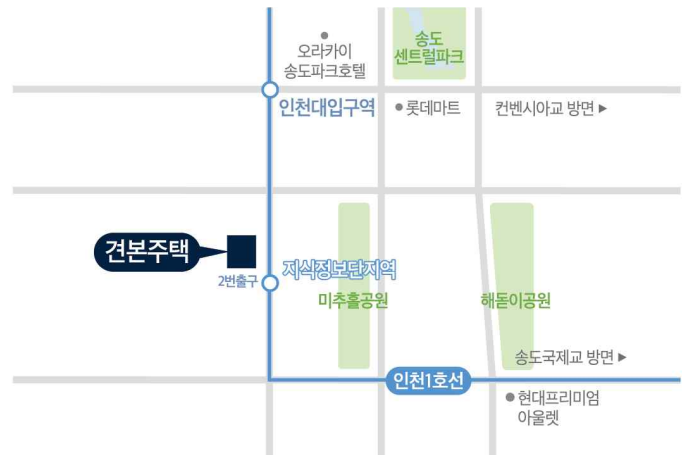 오라카이
송도파크호텔
송도
센트럴파크
인천대입구역
롯데마트
컨벤시아교 방면 ▶
견본주택
2번출구
지식정보단지역
미추홀공원
해돋이공원
송도국제교 방면 ▶
인천1호선
현대프리미엄
아울렛